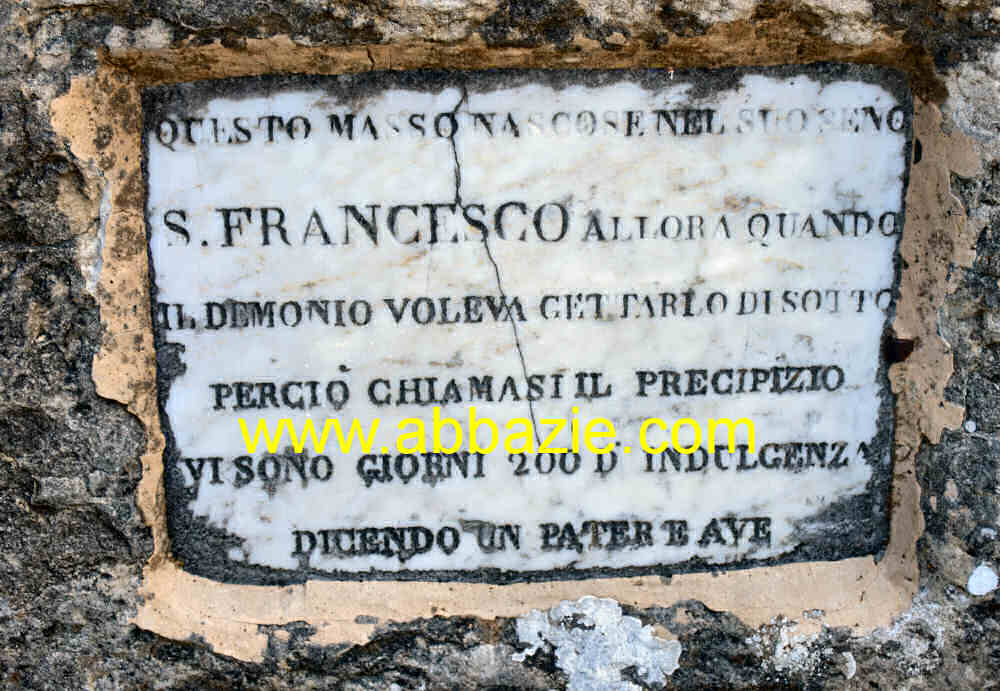 QUESTO MASSO NASCOSE NEL SUO SENO
S. FRANCESCO ALLORA QUANDO
IL DEMONIO VOLEVA GETTARLO DI SOTTO
PERCIÒ CHIAMASI IL PRECIPIZIO
www.abbazie.com
VI SONO GIORNI 200 D INDULGENZA
DICENDO UN PATER E AVE